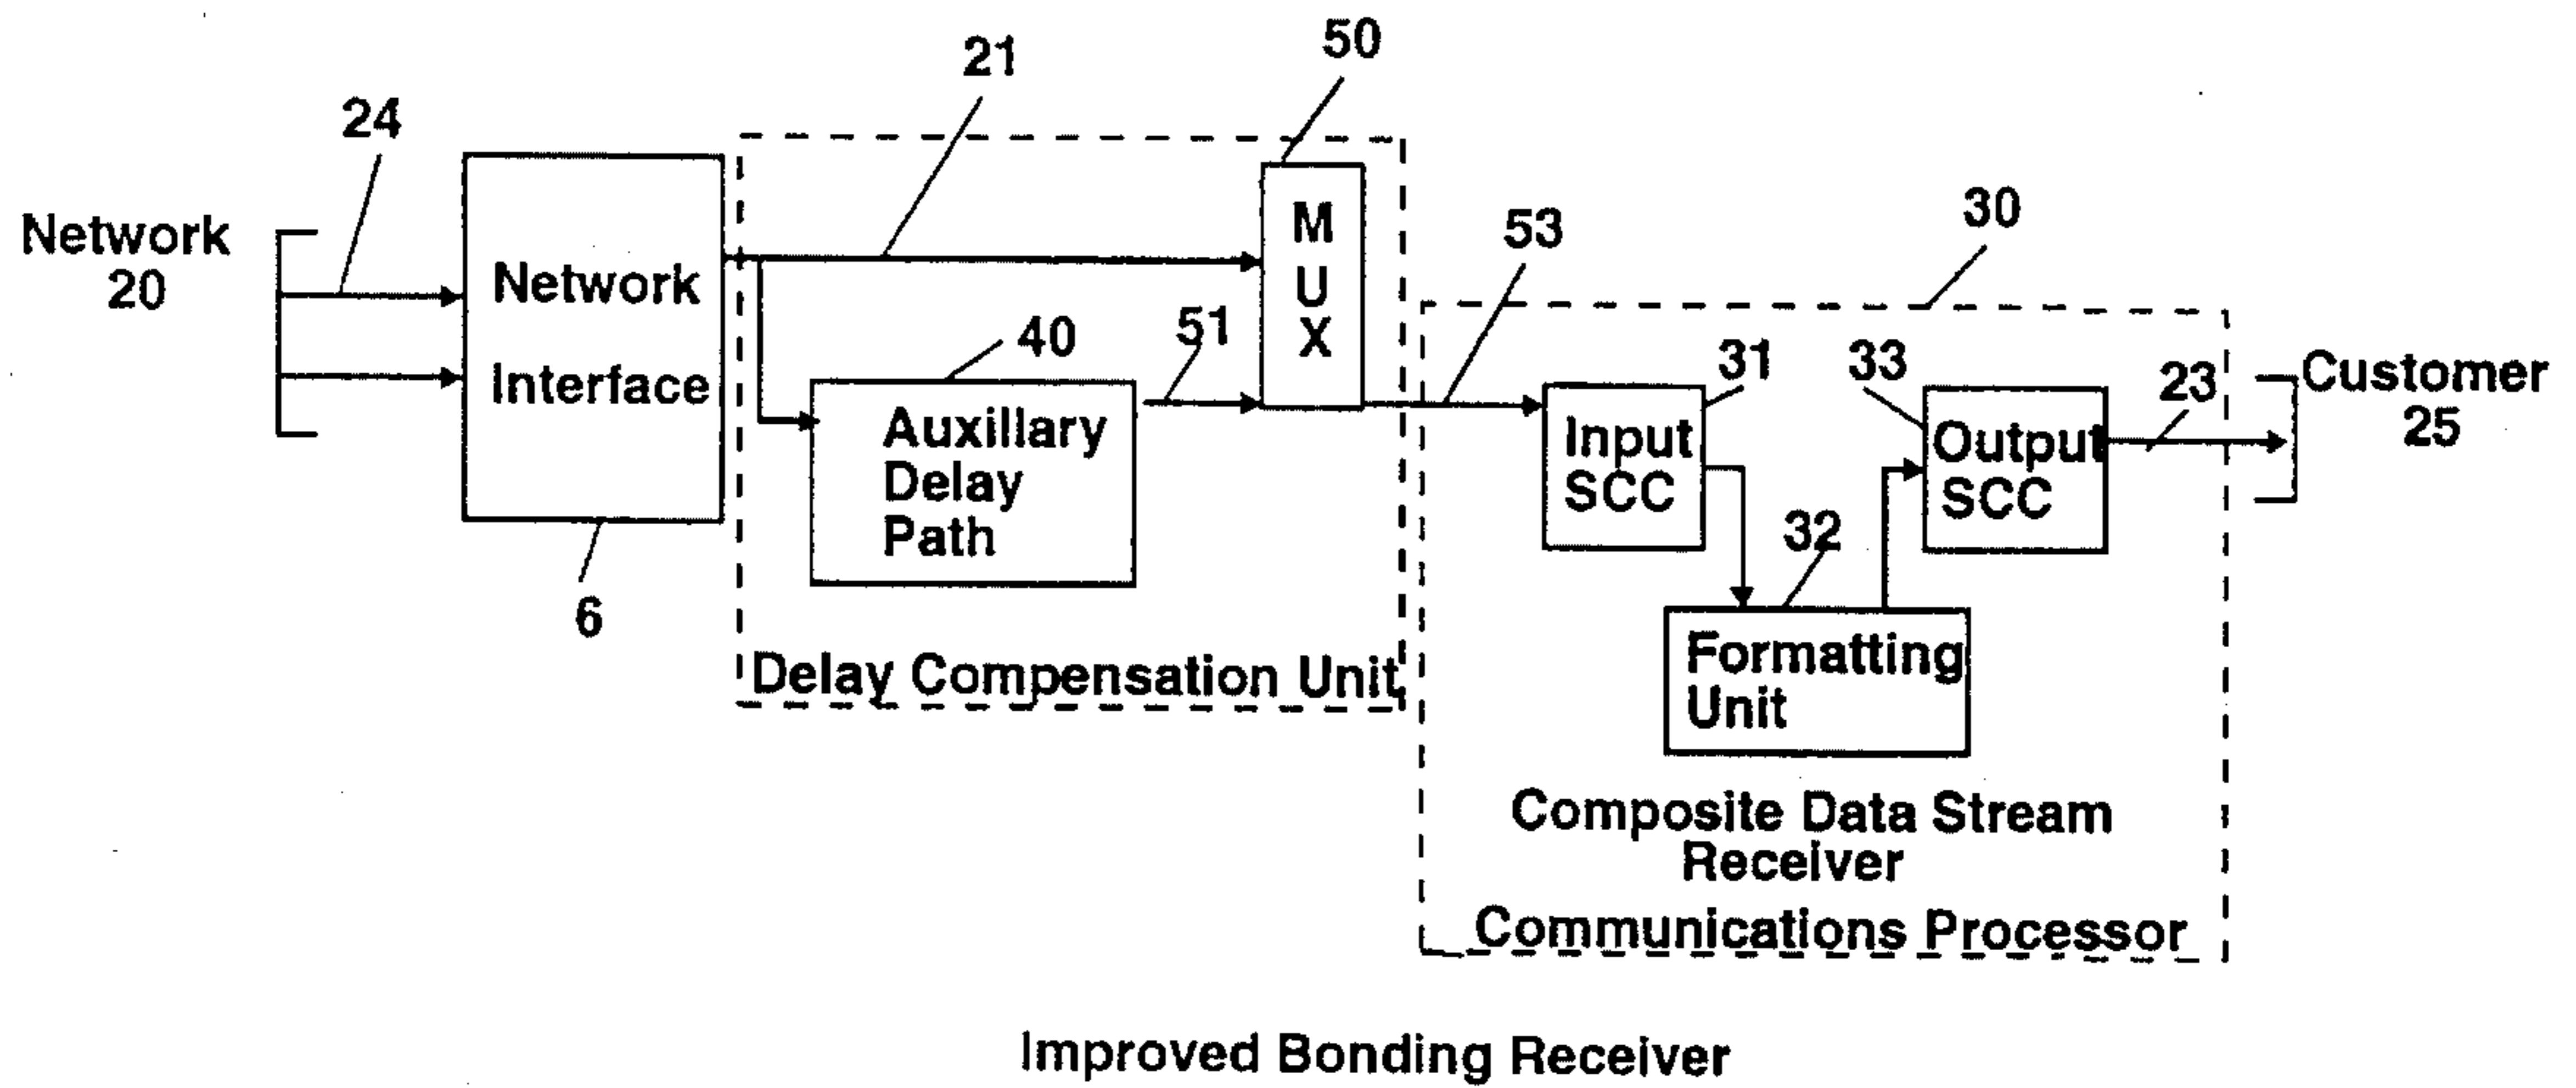 50
21
24
M
U
X
Network
20
53
30
Network
Interface
51
40
31
33
23
Customer
25
Auxillary
Delay
Path
Input
SCC
Output
SCC
32
6
Formatting
Unit
Delay Compensation Unit
Composite Data Stream
Receiver
Communications Processor
Improved Bonding Receiver